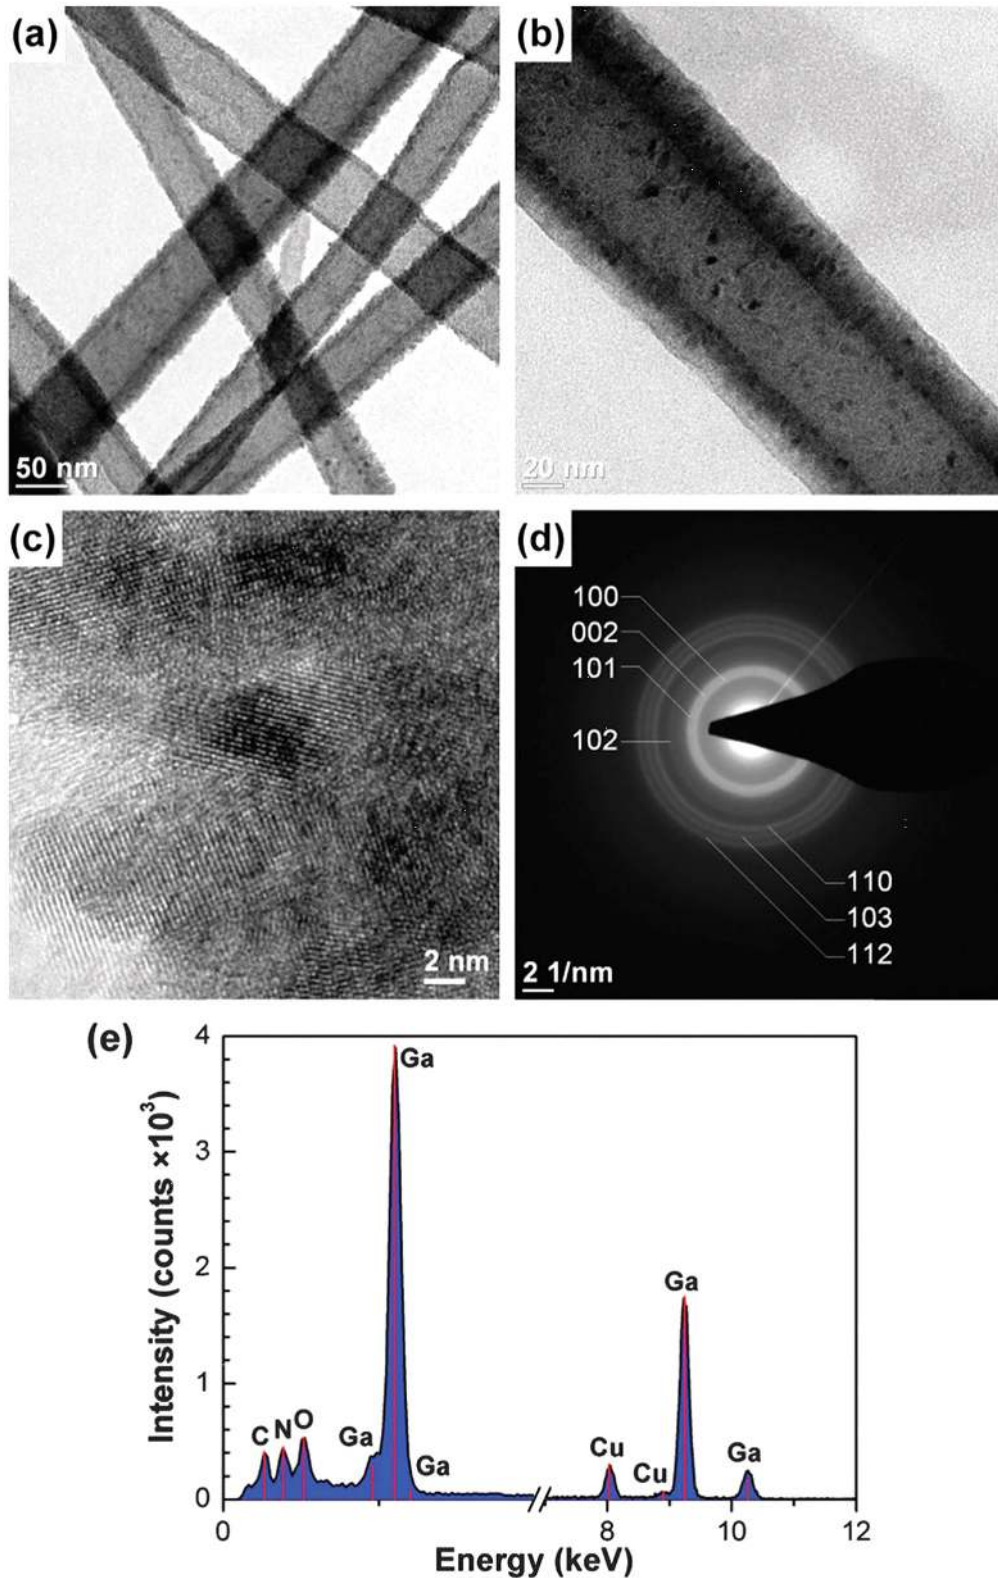 (a)
(b)
50 nm
20 nm
(c)
(d)
100
002
101
102
110
103
112
2 nm
2 1/nm
(e)
4
3
2
1
0
Intensity (counts ×10³)
Ga
Ga
C N O
Ga
Ga
Cu
Cu
Ga
0
8
10
12
Energy (keV)